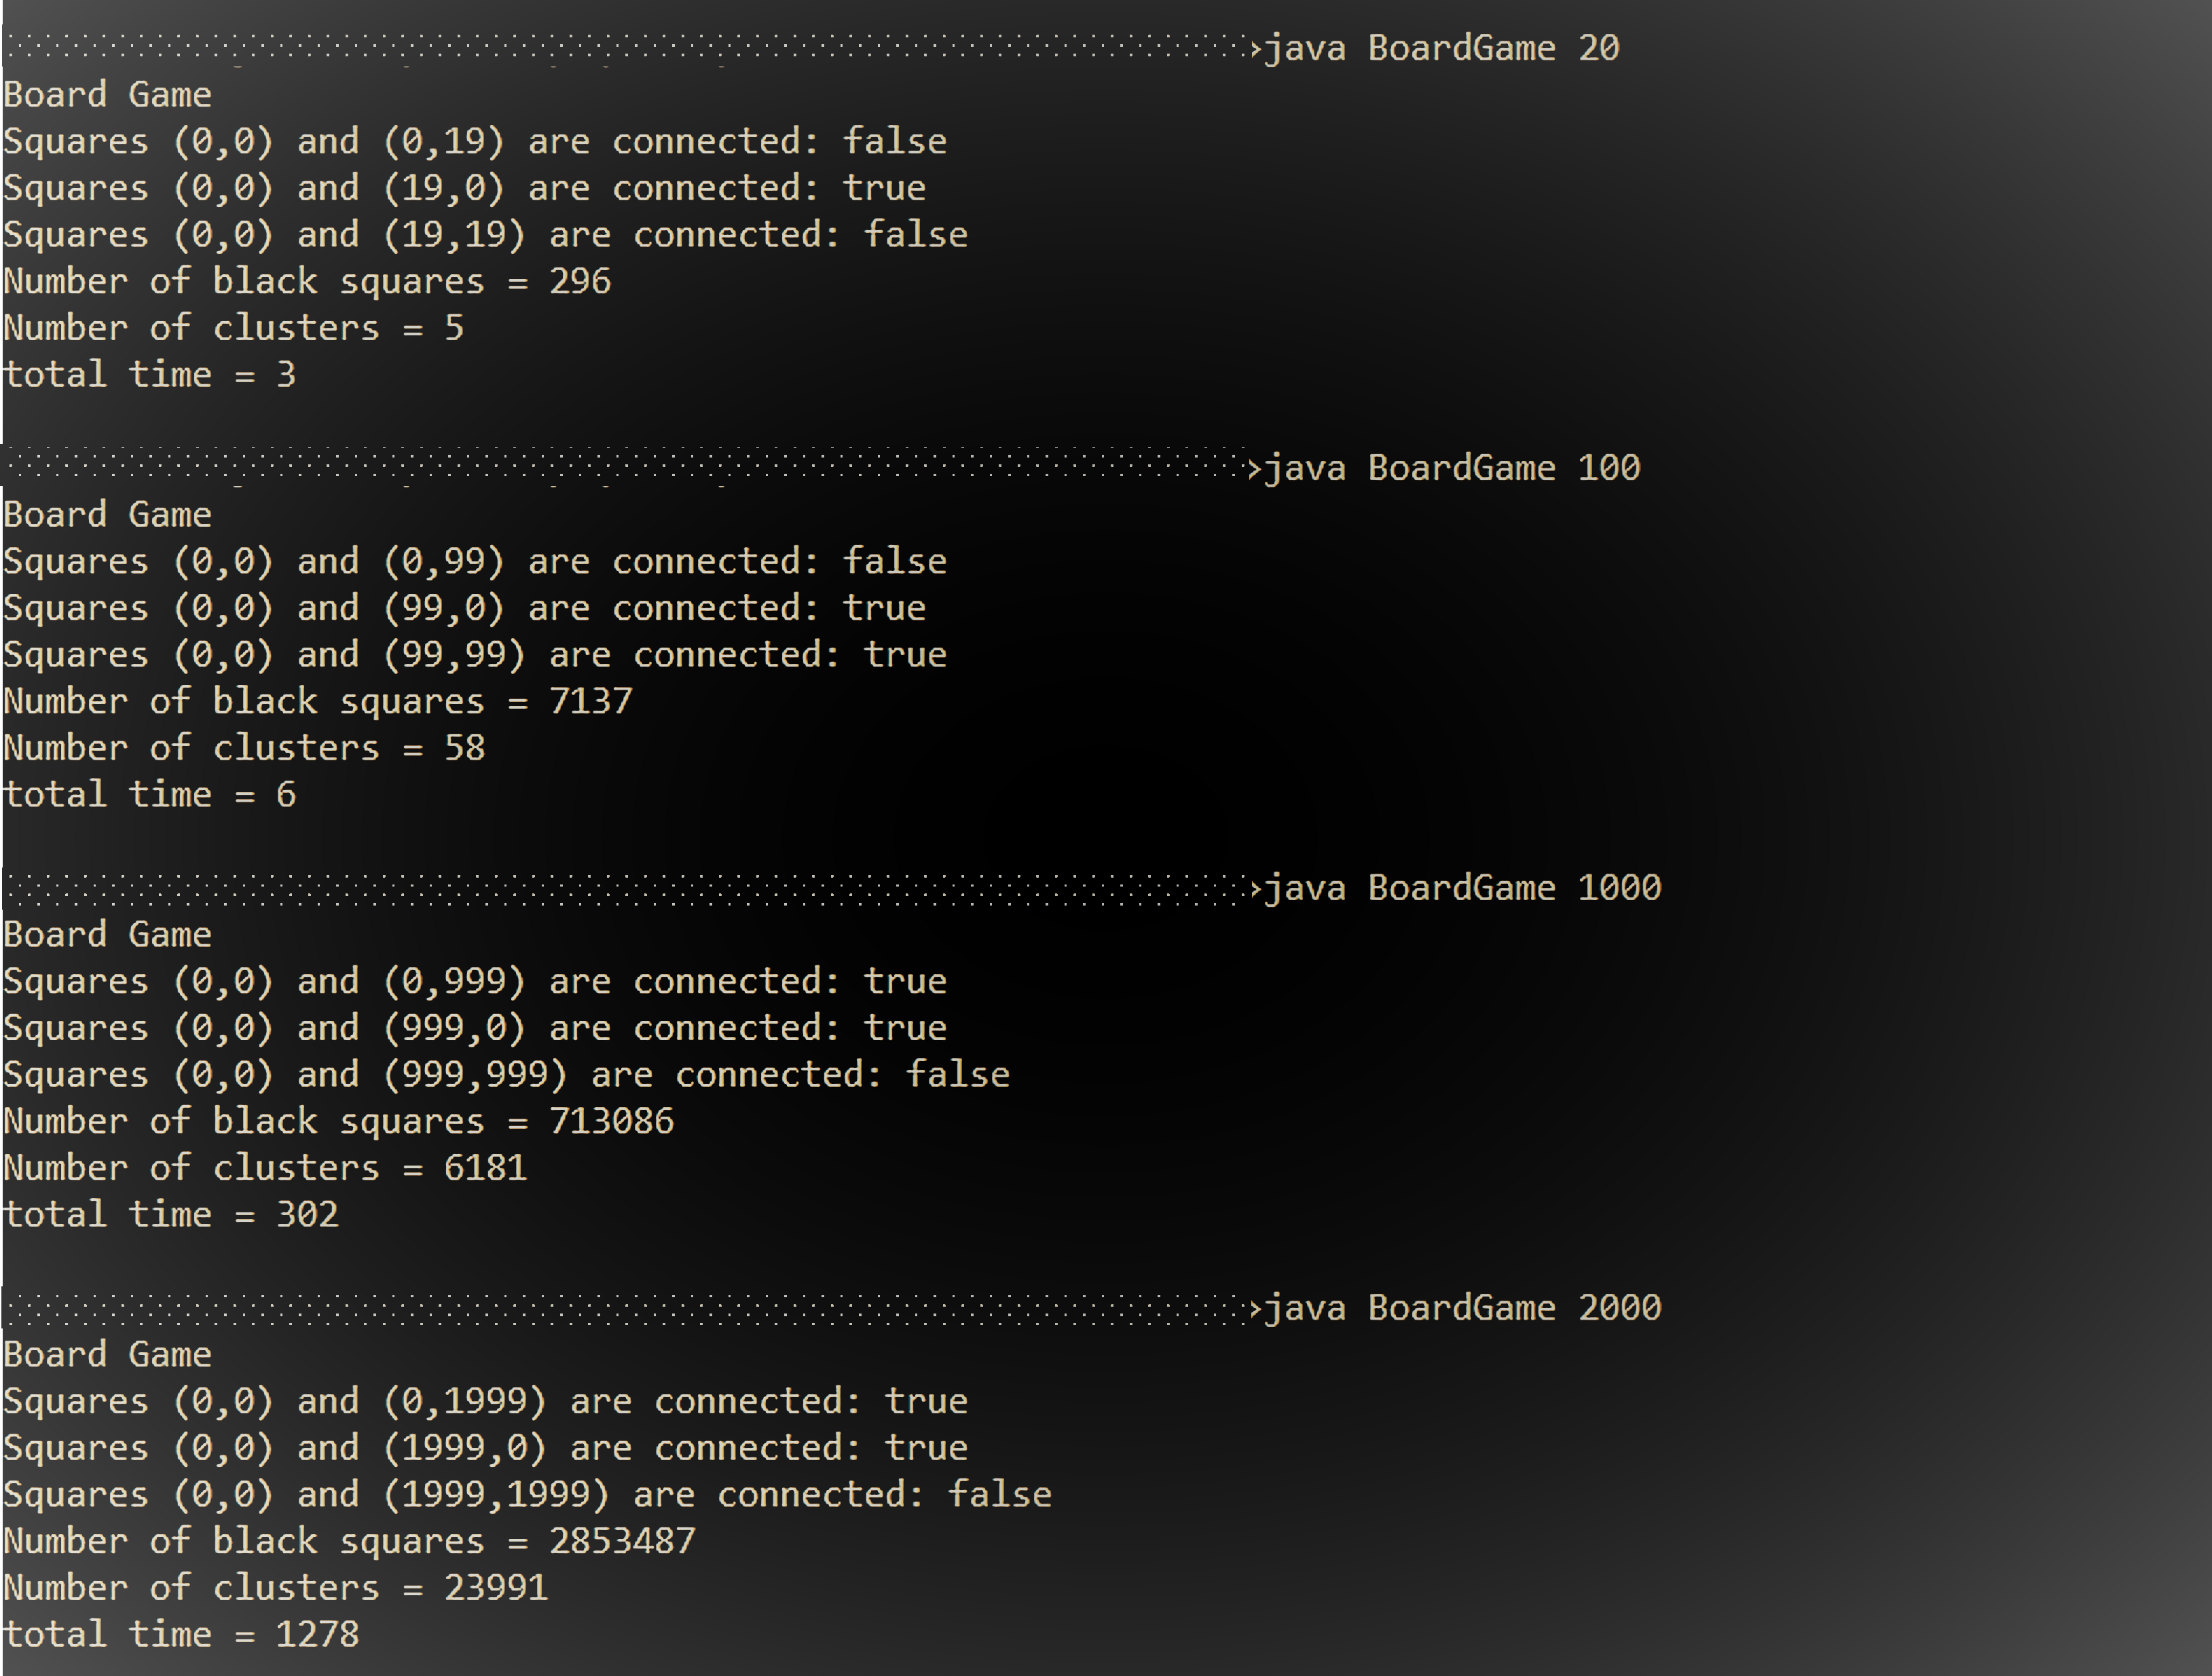 >java BoardGame 20
Board Game
Squares (0,0) and (0,19) are connected: false
Squares (0,0) and (19,0) are connected: true
Squares (0,0) and (19,19) are connected: false
Number of black squares = 296
Number of clusters = 5
total time = 3
>java BoardGame 100
Board Game
Squares (0,0) and (0,99) are connected: false
Squares (0,0) and (99,0) are connected: true
Squares (0,0) and (99,99) are connected: true
Number of black squares = 7137
Number of clusters = 58
total time = 6
>java BoardGame 1000
Board Game
Squares (0,0) and (0,999) are connected: true
Squares (0,0) and (999,0) are connected: true
Squares (0,0) and (999,999) are connected: false
Number of black squares = 713086
Number of clusters = 6181
total time = 302
>java BoardGame 2000
Board Game
Squares (0,0) and (0,1999) are connected: true
Squares (0,0) and (1999,0) are connected: true
Squares (0,0) and (1999,1999) are connected: false
Number of black squares = 2853487
Number of clusters = 23991
total time = 1278